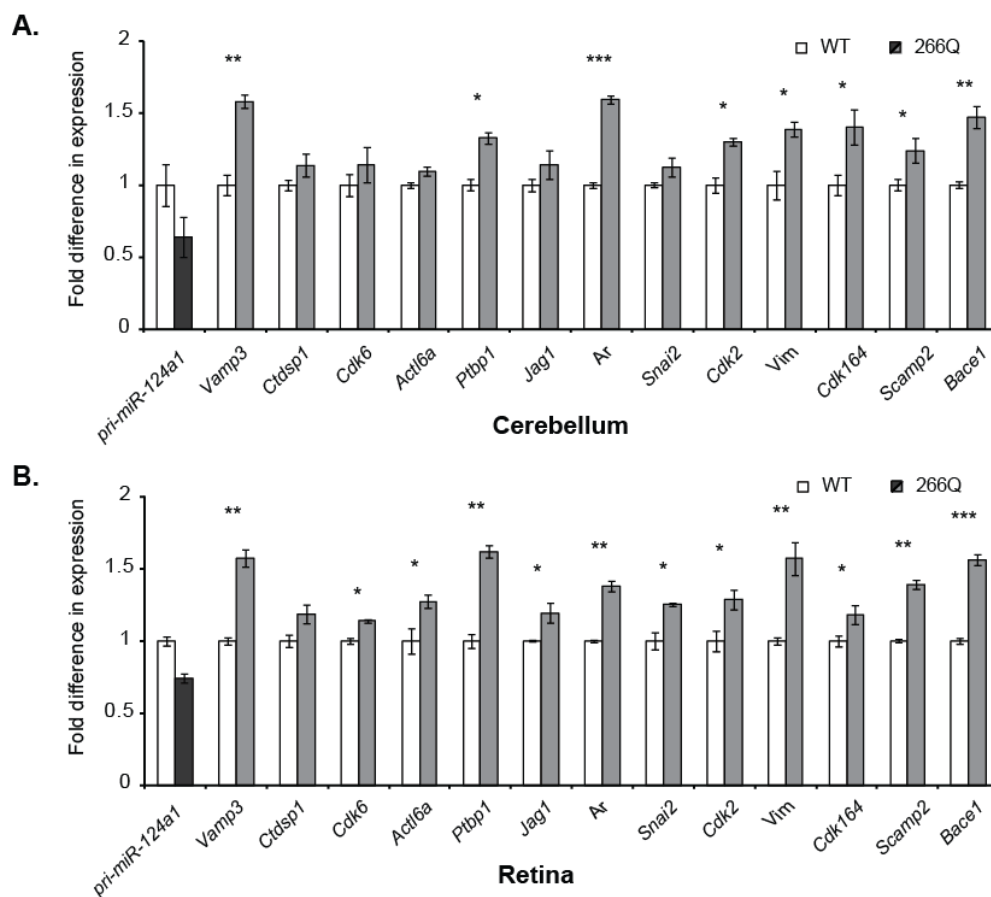 A.
2
1.5
1
0.5
0
Fold difference in expression
WT 266Q
** * *** * * * * **
pri-miR-124a1 Vamp3 Ctdsp1 Cdk6 Actl6a Ptbp1 Jag1 Ar Snai2 Cdk2 Vim Cdk164 Scamp2 Bace1
Cerebellum
B.
2
1.5
1
0.5
0
Fold difference in expression
WT 266Q
** * * ** * ** * * ** * ** ***
pri-miR-124a1 Vamp3 Ctdsp1 Cdk6 Actl6a Ptbp1 Jag1 Ar Snai2 Cdk2 Vim Cdk164 Scamp2 Bace1
Retina